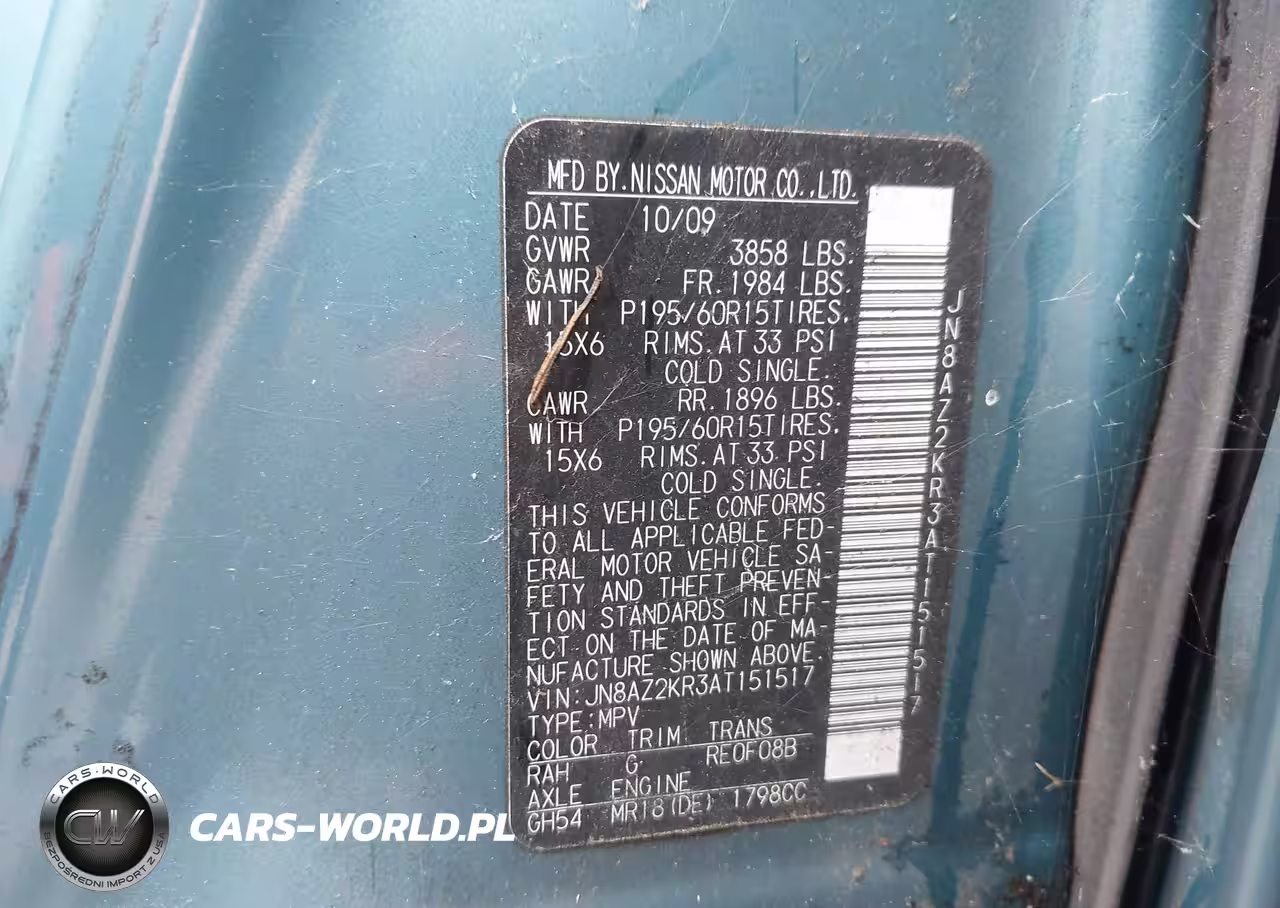 MFD BY. NISSAN MOTOR CO., LTD.
DATE 10/09
GVWR 3858 LBS.
GAWR FR. 1984 LBS.
WITH P195/60R15TIRES.
15X6 RIMS. AT 33 PSI
COLD SINGLE.
GAWR RR. 1896 LBS.
WITH P195/60R15TIRES.
15X6 RIMS. AT 33 PSI
COLD SINGLE.
THIS VEHICLE CONFORMS
TO ALL APPLICABLE FED-
ERAL MOTOR VEHICLE SA-
FETY AND THEFT PREVEN-
TION STANDARDS IN EFF-
ECT ON THE DATE OF MA-
NUFACTURE SHOWN ABOVE.
VIN:JN8AZ2KR3AT151517
TYPE:MPV
COLOR TRIM TRANS
RAH G RE0F08B
AXLE ENGINE
GH54 MR18(DE) 1798CC
JN8AZ2KR3AT151517
CARS-WORLD
CW
BEZPOŚREDNI IMPORT Z USA
CARS-WORLD.PL